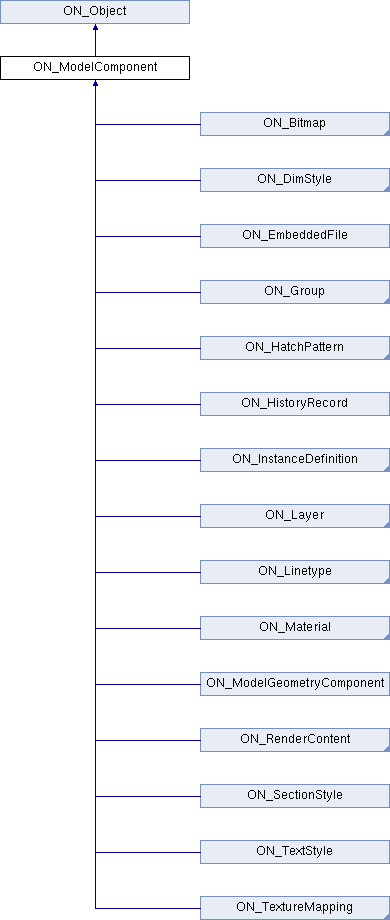 ON_Object
ON_ModelComponent
ON_Bitmap
ON_DimStyle
ON_EmbeddedFile
ON_Group
ON_HatchPattern
ON_HistoryRecord
ON_InstanceDefinition
ON_Layer
ON_Linetype
ON_Material
ON_ModelGeometryComponent
ON_RenderContent
ON_SectionStyle
ON_TextStyle
ON_TextureMapping